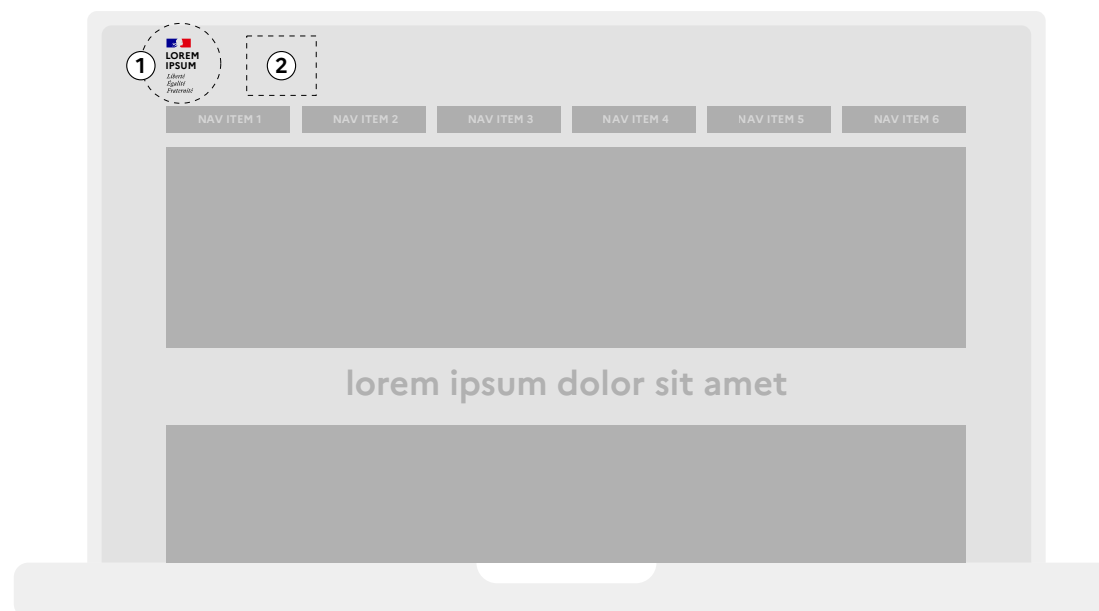 1
LOREM
IPSUM
Liberté
Égalité
Fraternité
2
NAV ITEM 1 NAV ITEM 2 NAV ITEM 3 NAV ITEM 4 NAV ITEM 5 NAV ITEM 6
lorem ipsum dolor sit amet